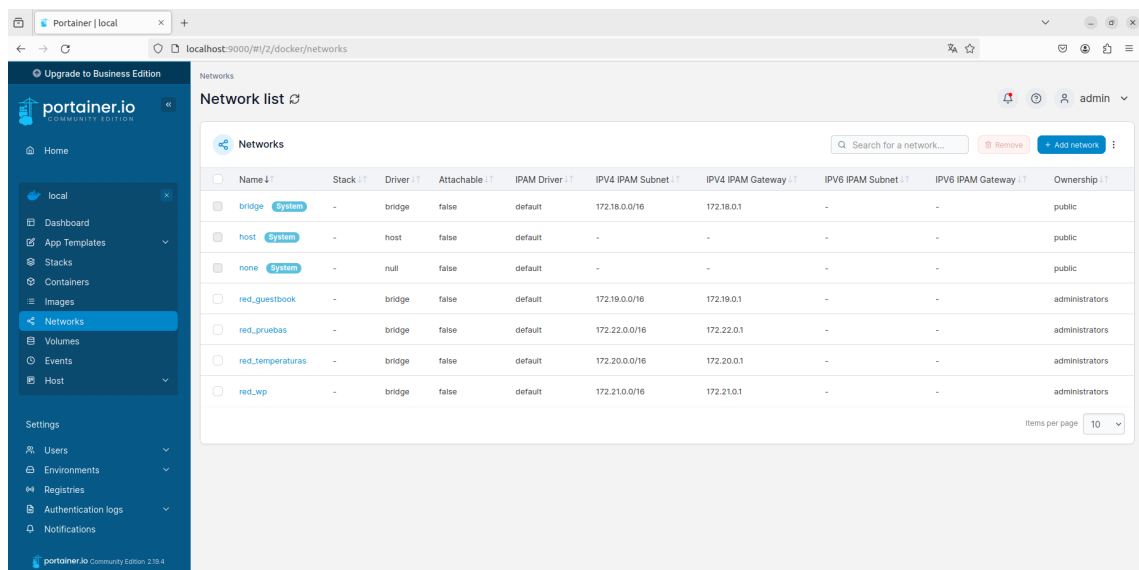 Portainer | local
localhost:9000/#!/2/docker/networks
Upgrade to Business Edition
portainer.io
COMMUNITY EDITION
Home
local
Dashboard
App Templates
Stacks
Containers
Images
Networks
Volumes
Events
Host
Settings
Users
Environments
Registries
Authentication logs
Notifications
portainer.io Community Edition 2.19.4
Networks
Network list
admin
Networks
Search for a network...
Remove
+ Add network
Name Stack Driver Attachable IPAM Driver IPV4 IPAM Subnet IPV4 IPAM Gateway IPV6 IPAM Subnet IPV6 IPAM Gateway Ownership
bridge System - bridge false default 172.18.0.0/16 172.18.0.1 - - public
host System - host false default - - - - public
none System - null false default - - - - public
red_guestbook - bridge false default 172.19.0.0/16 172.19.0.1 - - administrators
red_pruebas - bridge false default 172.22.0.0/16 172.22.0.1 - - administrators
red_temperaturas - bridge false default 172.20.0.0/16 172.20.0.1 - - administrators
red_wp - bridge false default 172.21.0.0/16 172.21.0.1 - - administrators
Items per page 10